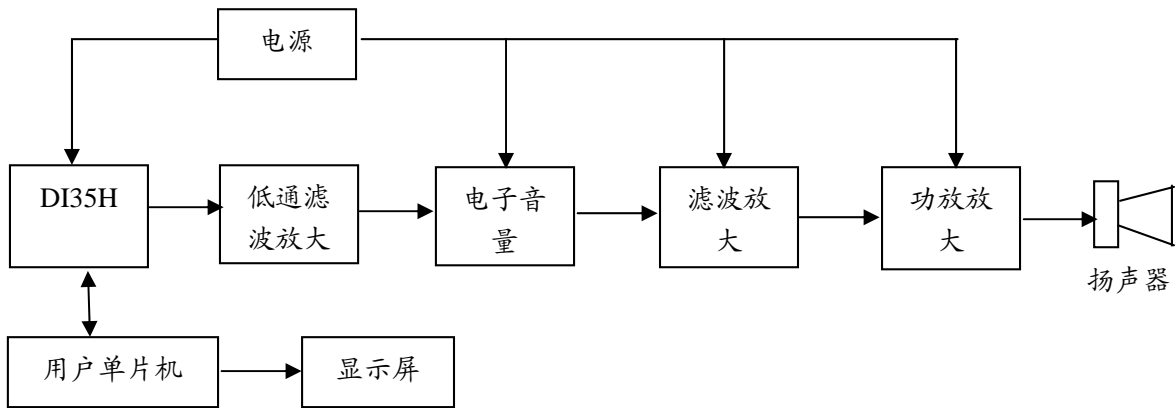 电源
DI35H
低通滤
波放大
电子音
量
滤波放
大
功放放
大
扬声器
用户单片机
显示屏